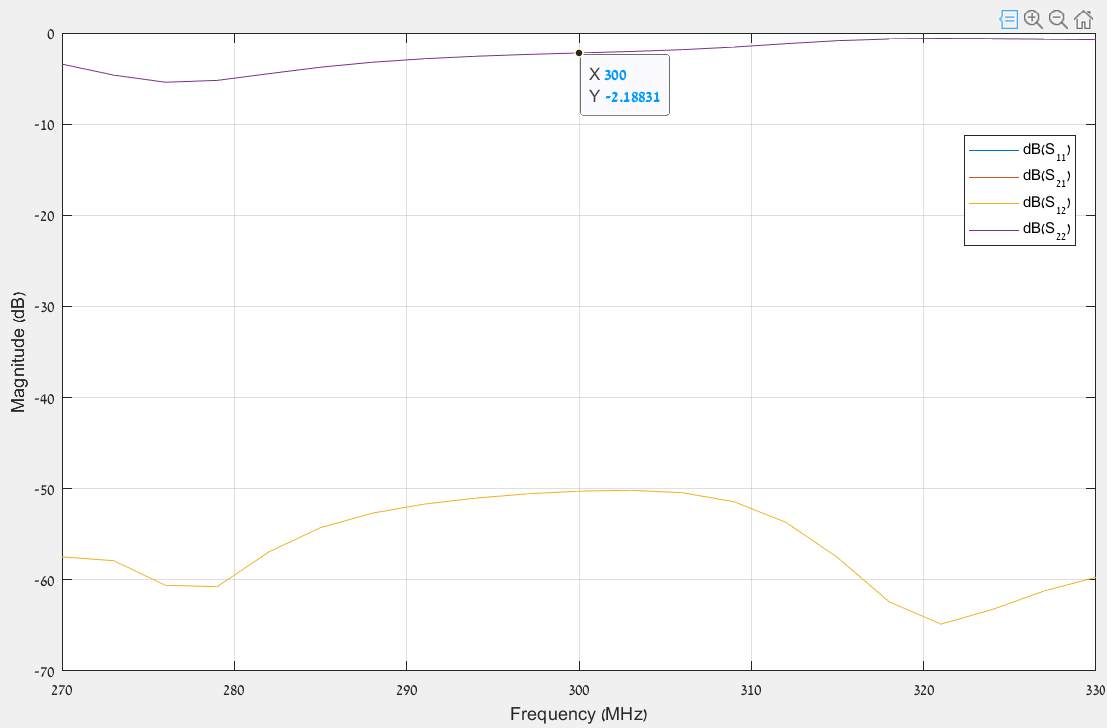 0
-10
-20
-30
-40
-50
-60
-70
Magnitude (dB)
X 300
Y -2.18831
dB(S11)
dB(S21)
dB(S12)
dB(S22)
270 280 290 300 310 320 330
Frequency (MHz)